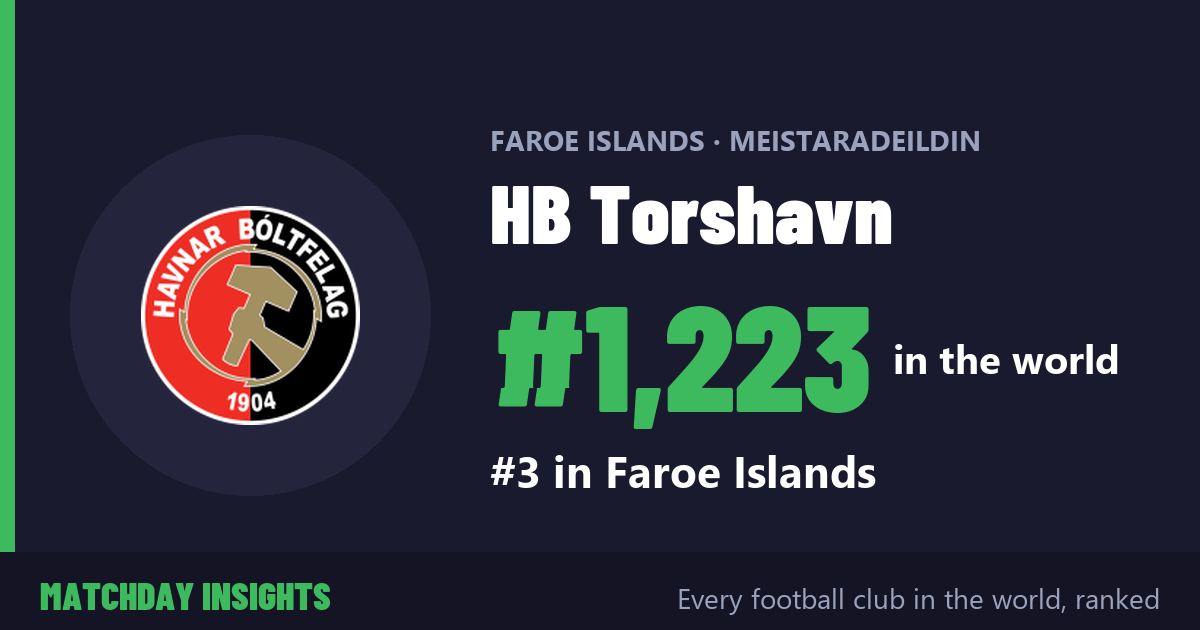 FAROE ISLANDS · MEISTARADEILDIN
HB Torshavn
HAVNAR BÓLTFELAG
1904
#1,223 in the world
#3 in Faroe Islands
MATCHDAY INSIGHTS
Every football club in the world, ranked